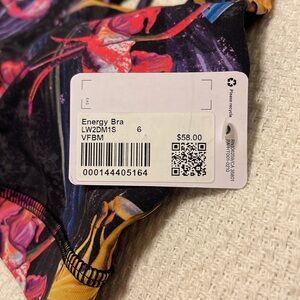 Please recycle
Energy Bra
LW2DM1S 6
VFBM $58.00
000144405164